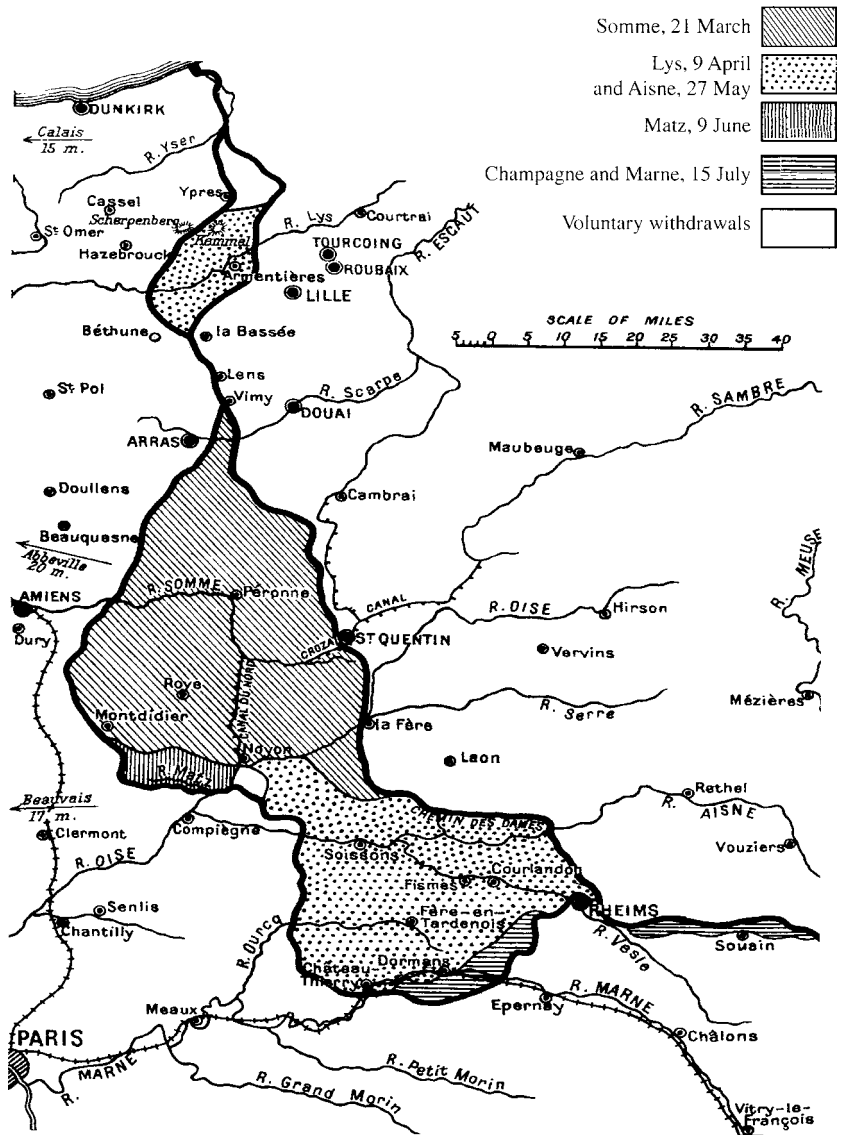 Somme, 21 March
Lys, 9 April
and Aisne, 27 May
Matz, 9 June
Champagne and Marne, 15 July
Voluntary withdrawals
DUNKIRK
Calais
15 m.
R. Yser
Cassel
Ypres
Scherpenberg
St Omer
Kemmel
Hazebrouck
R. Lys
Courtrai
R. ESCAUT
TOURCOING
ROUBAIX
Armentières
LILLE
Béthune
la Bassée
SCALE OF MILES
5 0 5 10 15 20 25 30 35 40
Lens
St Pol
Vimy
R. Scarpe
DOUAI
R. SAMBRE
ARRAS
Maubeuge
Doullens
Cambrai
Beauquesne
Abbeville
20 m.
R. MEUSE
AMIENS
R. SOMME
Péronne
CANAL
R. OISE
Hirson
Dury
CROZAT
ST QUENTIN
Vervins
Roye
CANAL DU NORD
Mézières
Montdidier
la Fère
R. Serre
Noyon
Laon
R. Matz
Beauvais
17 m.
Rethel
R. AISNE
CHEMIN DES DAMES
Clermont
Compiègne
Soissons
Vouziers
R. OISE
Courlandon
Fismes
Senlis
Chantilly
RHEIMS
Fère-en-
Tardenois
R. Ourcq
R. Vesle
Souain
Dormans
Château-
Thierry
Epernay
R. MARNE
Meaux
Châlons
PARIS
R. MARNE
R. Petit Morin
R. Grand Morin
Vitry-le-
François